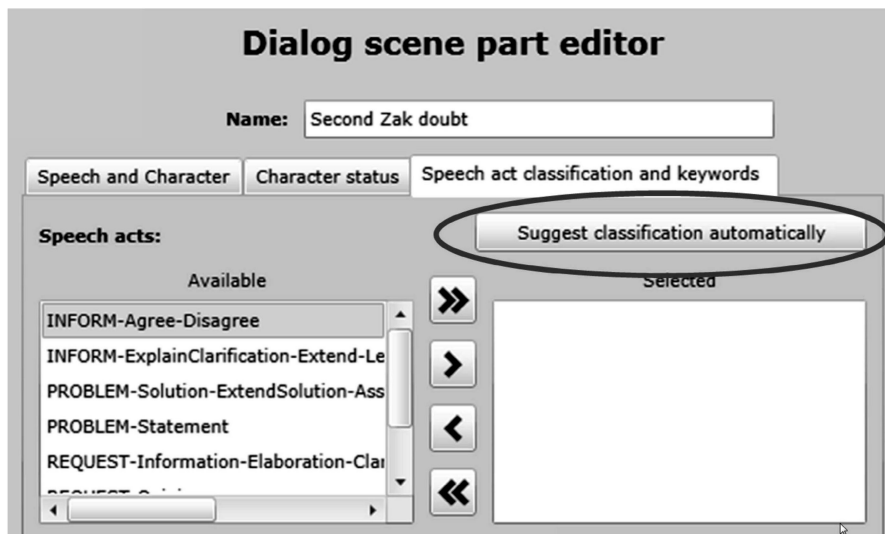 Dialog scene part editor
Name: Second Zak doubt
Speech and Character Character status Speech act classification and keywords
Speech acts: Suggest classification automatically
Available Selected
INFORM-Agree-Disagree
INFORM-ExplainClarification-Extend-Le
PROBLEM-Solution-ExtendSolution-Ass
PROBLEM-Statement
REQUEST-Information-Elaboration-Clar